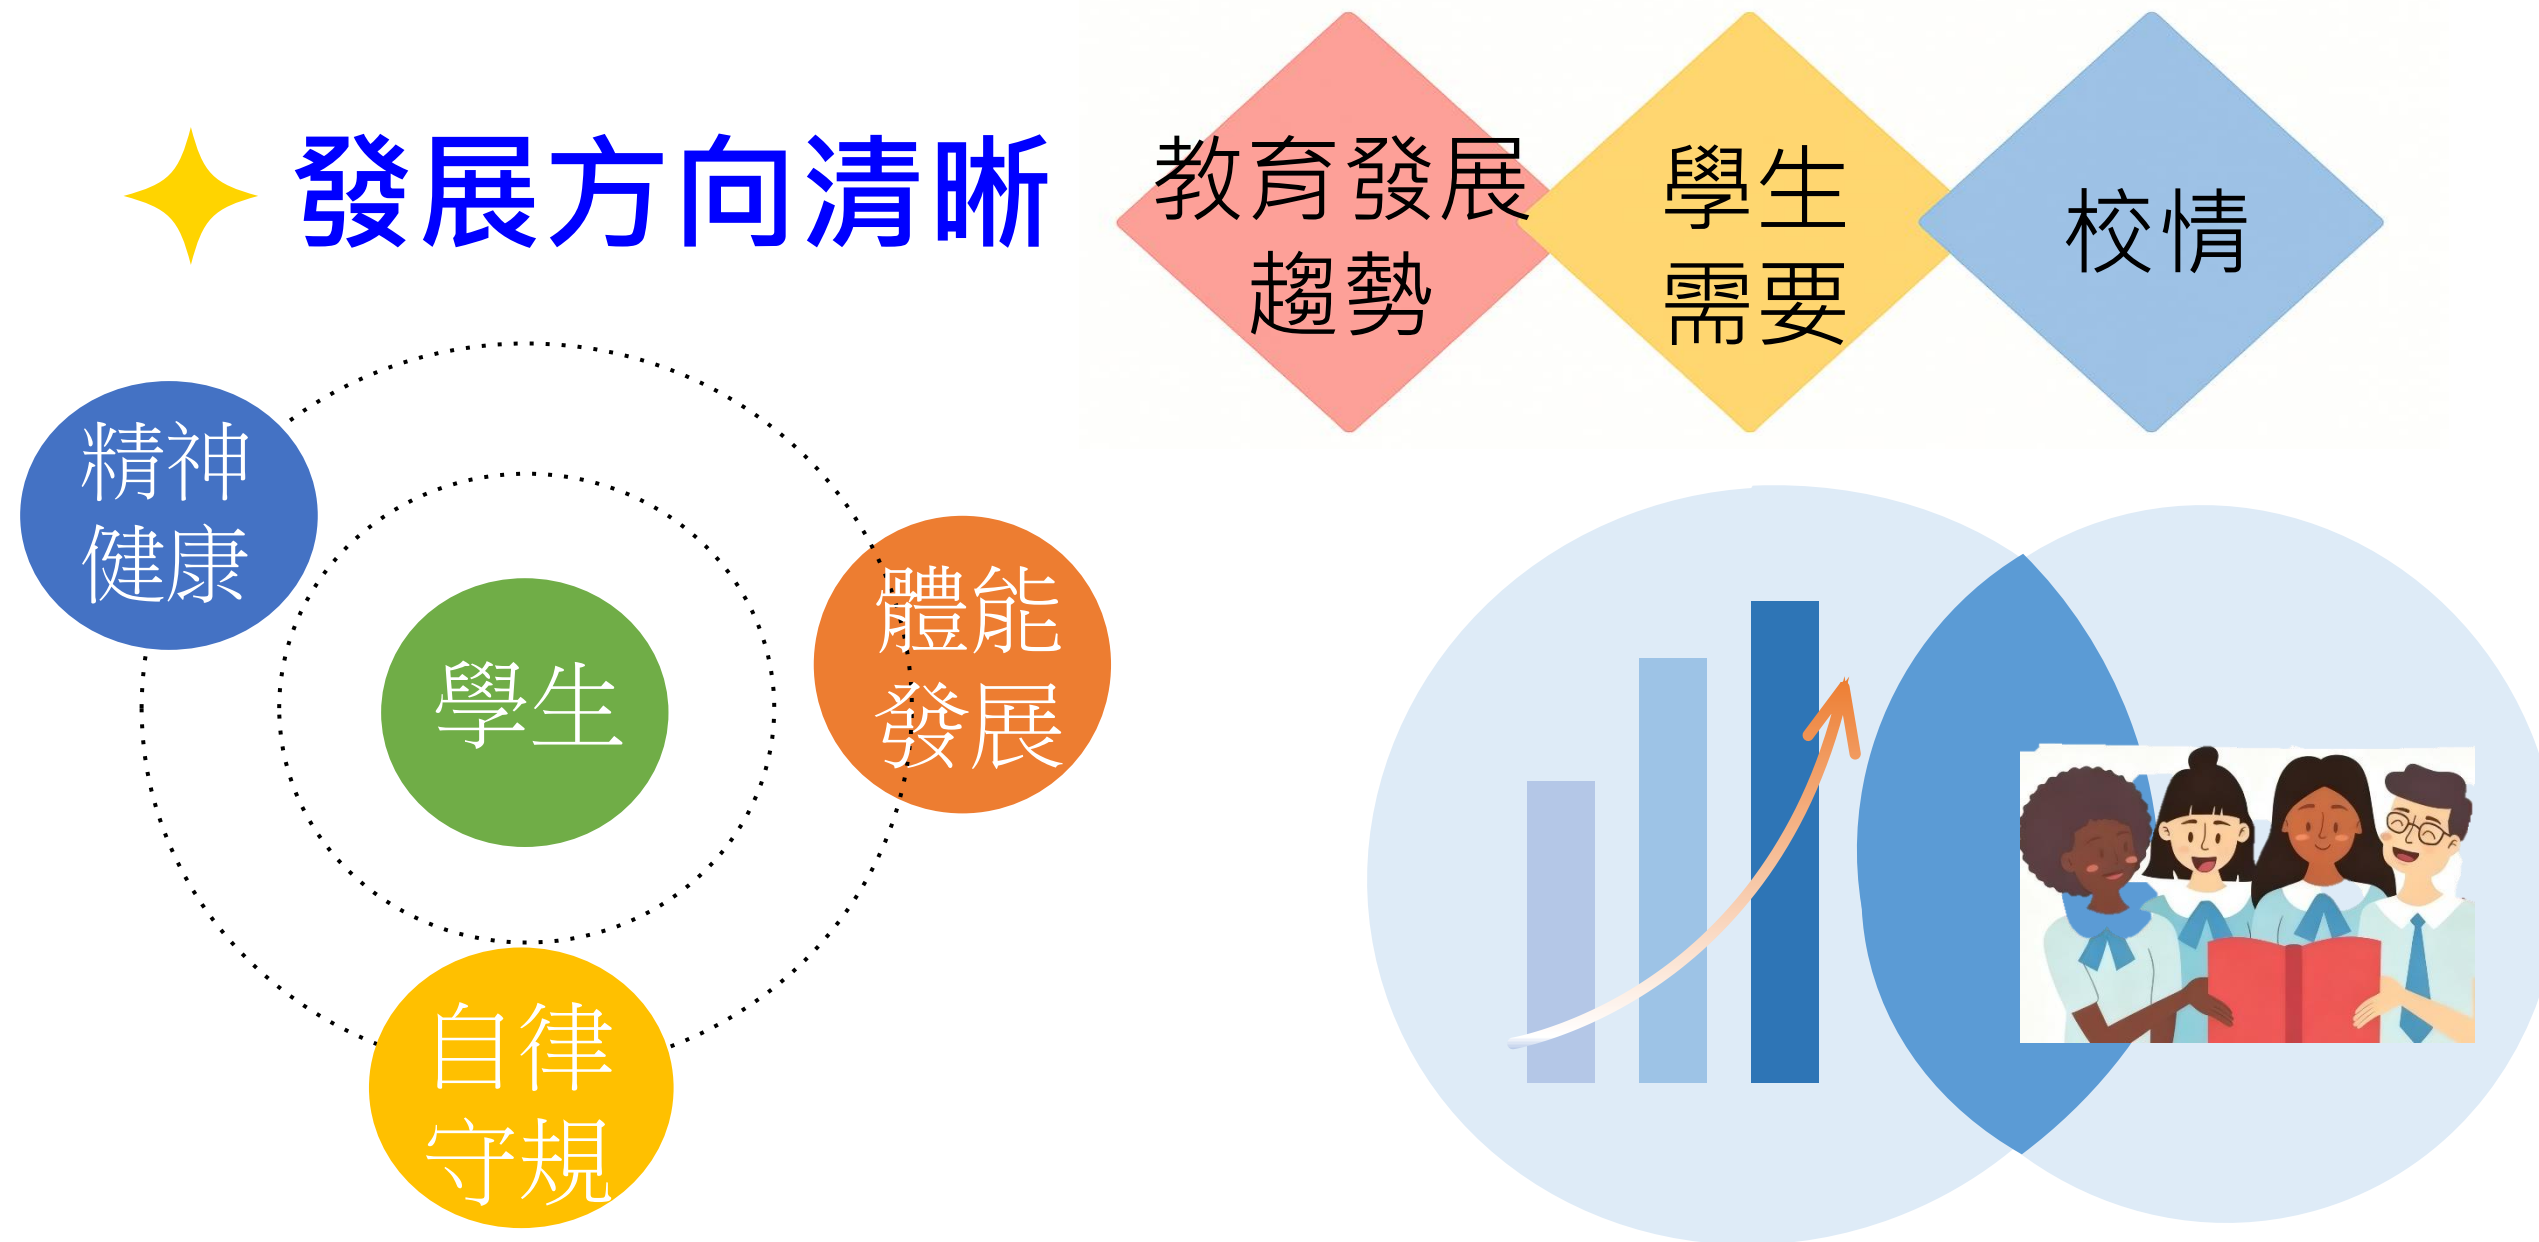 發展方向清晰
教育發展
趨勢
學生
需要
校情
精神
健康
體能
發展
學生
自律
守規